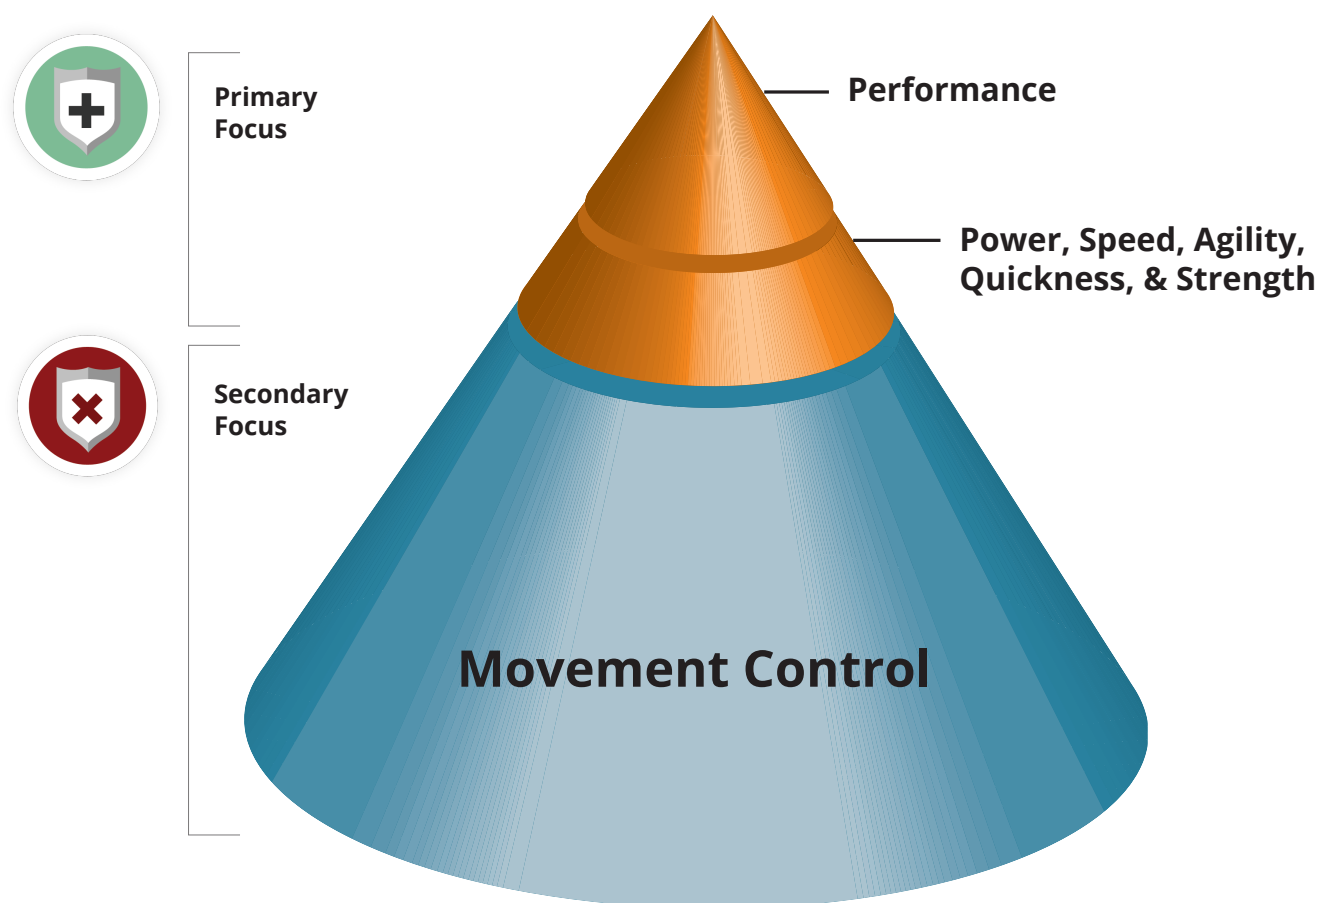 Primary
Focus
Performance
Power, Speed, Agility,
Quickness, & Strength
Secondary
Focus
Movement Control